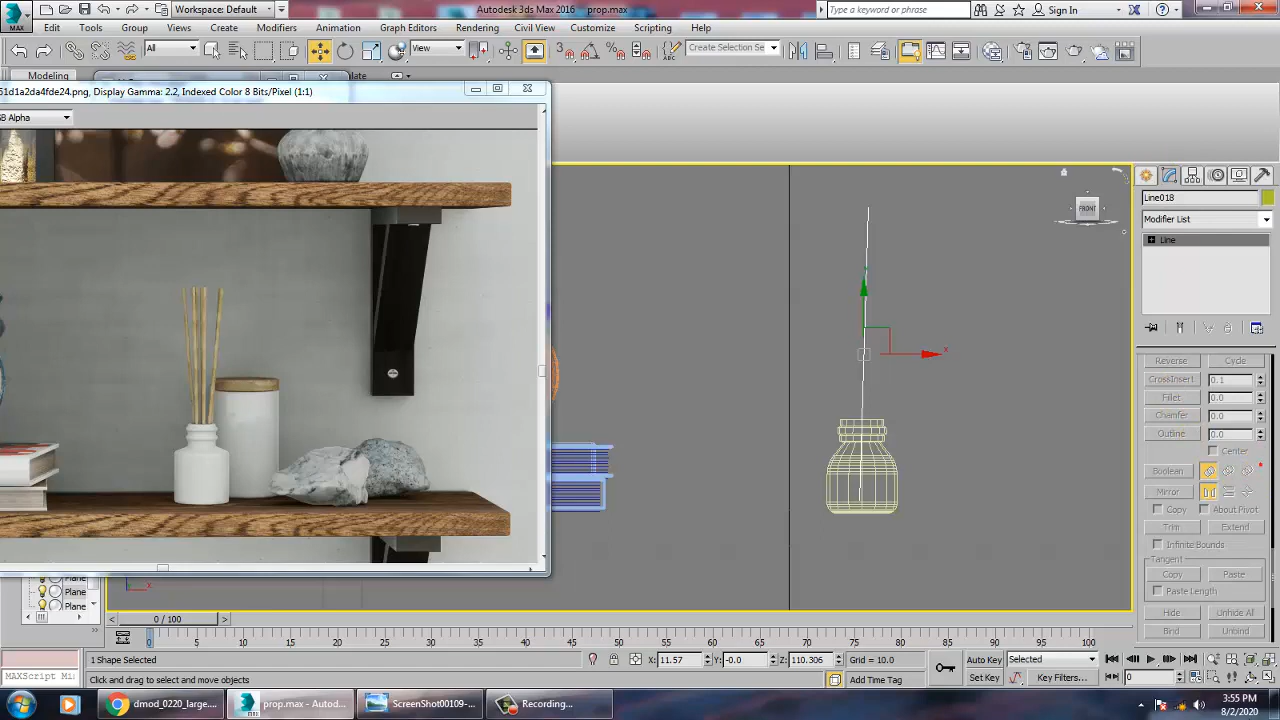 MAX
Workspace: Default
Autodesk 3ds Max 2016
prop.max
Type a keyword or phrase
Sign In
Edit Tools Group Views Create Modifiers Animation Graph Editors Rendering Civil View Customize Scripting Help
All
View
3
Create Selection Se
Modeling
late
51d1a2da4fde24.png, Display Gamma: 2.2, Indexed Color 8 Bits/Pixel (1:1)
B Alpha
FRONT
x
Line018
Modifier List
Line
Reverse Cycle
CrossInsert 0.1
Fillet 0.0
Chamfer 0.0
Outline 0.0
Center
Boolean
Mirror
Copy About Pivot
Trim Extend
Infinite Bounds
Tangent
Copy Paste
Paste Length
Hide Unhide All
Bind Unbind
Plane
Plane
Plane
x
0 / 100
0 5 10 15 20 25 30 35 40 45 50 55 60 65 70 75 80 85 90 95 100
1 Shape Selected
X: 11.57 Y: -0.0 Z: 110.306 Grid = 10.0
Auto Key Selected
MAXScript Mi
Click and drag to select and move objects
Add Time Tag
Set Key Key Filters...
0
dmod_0220_large....
prop.max - Autod...
ScreenShot00109-...
Recording...
3:55 PM
8/2/2020